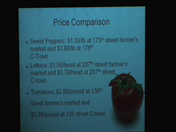 Price Comparison
• Sweet Peppers: $1.50/lb at 175th street farmer's
market and $3.99/lb at 176th
C-Town
• Lettuce: $1.50/head at 207th street farmer's
market and $1.79/head at 207th street
C-Town
• Tomatoes: $2.00/pound at 136th
street farmer's market and
$3.99/pound at 136 street C-town